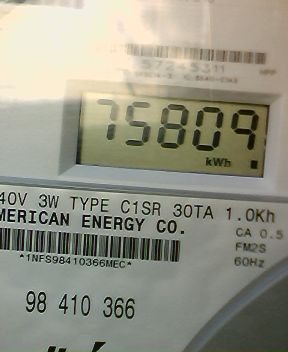 57245311
75809
kWh
40V 3W TYPE C1SR 30TA 1.0Kh
MERICAN ENERGY CO.
CA 0.5
*1NFS98410366MEC*
FM2S
60Hz
98 410 366